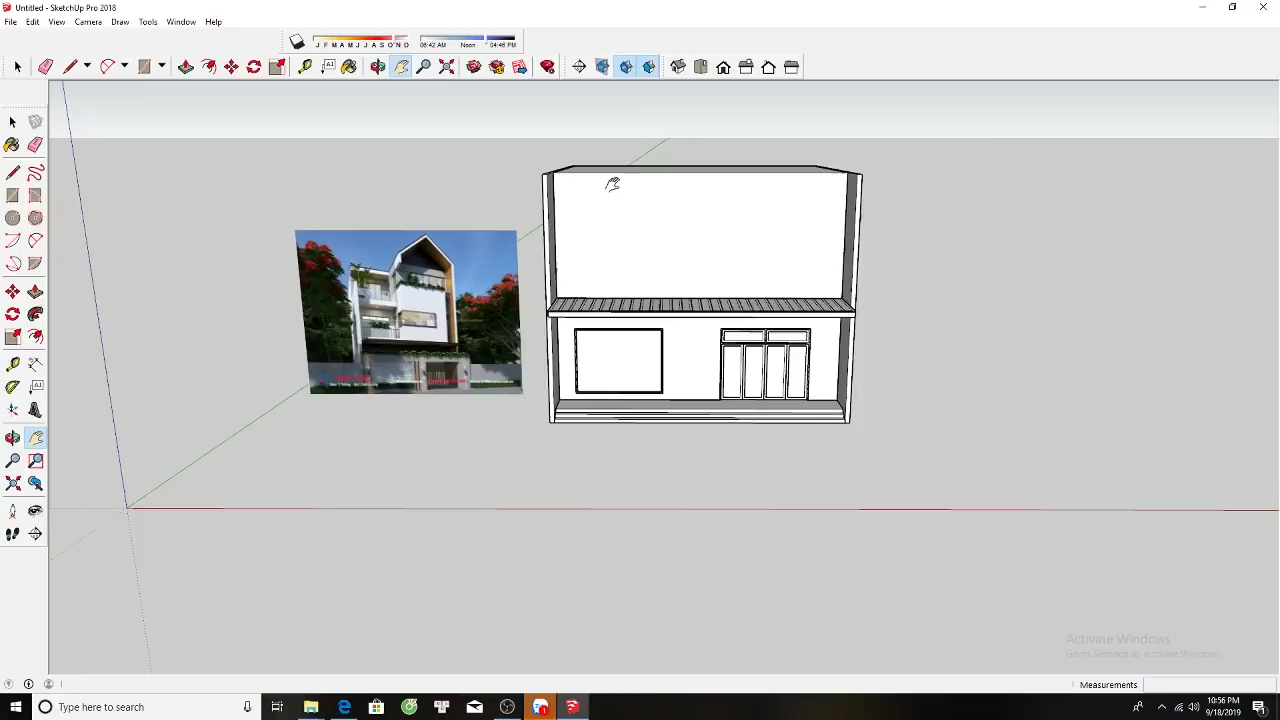 Untitled - SketchUp Pro 2018
File Edit View Camera Draw Tools Window Help
J F M A M J J A S O N D 06:42 AM Noon 04:46 PM
Activate Windows
Go to Settings to activate Windows.
Measurements
Type here to search
10:56 PM
9/18/2019